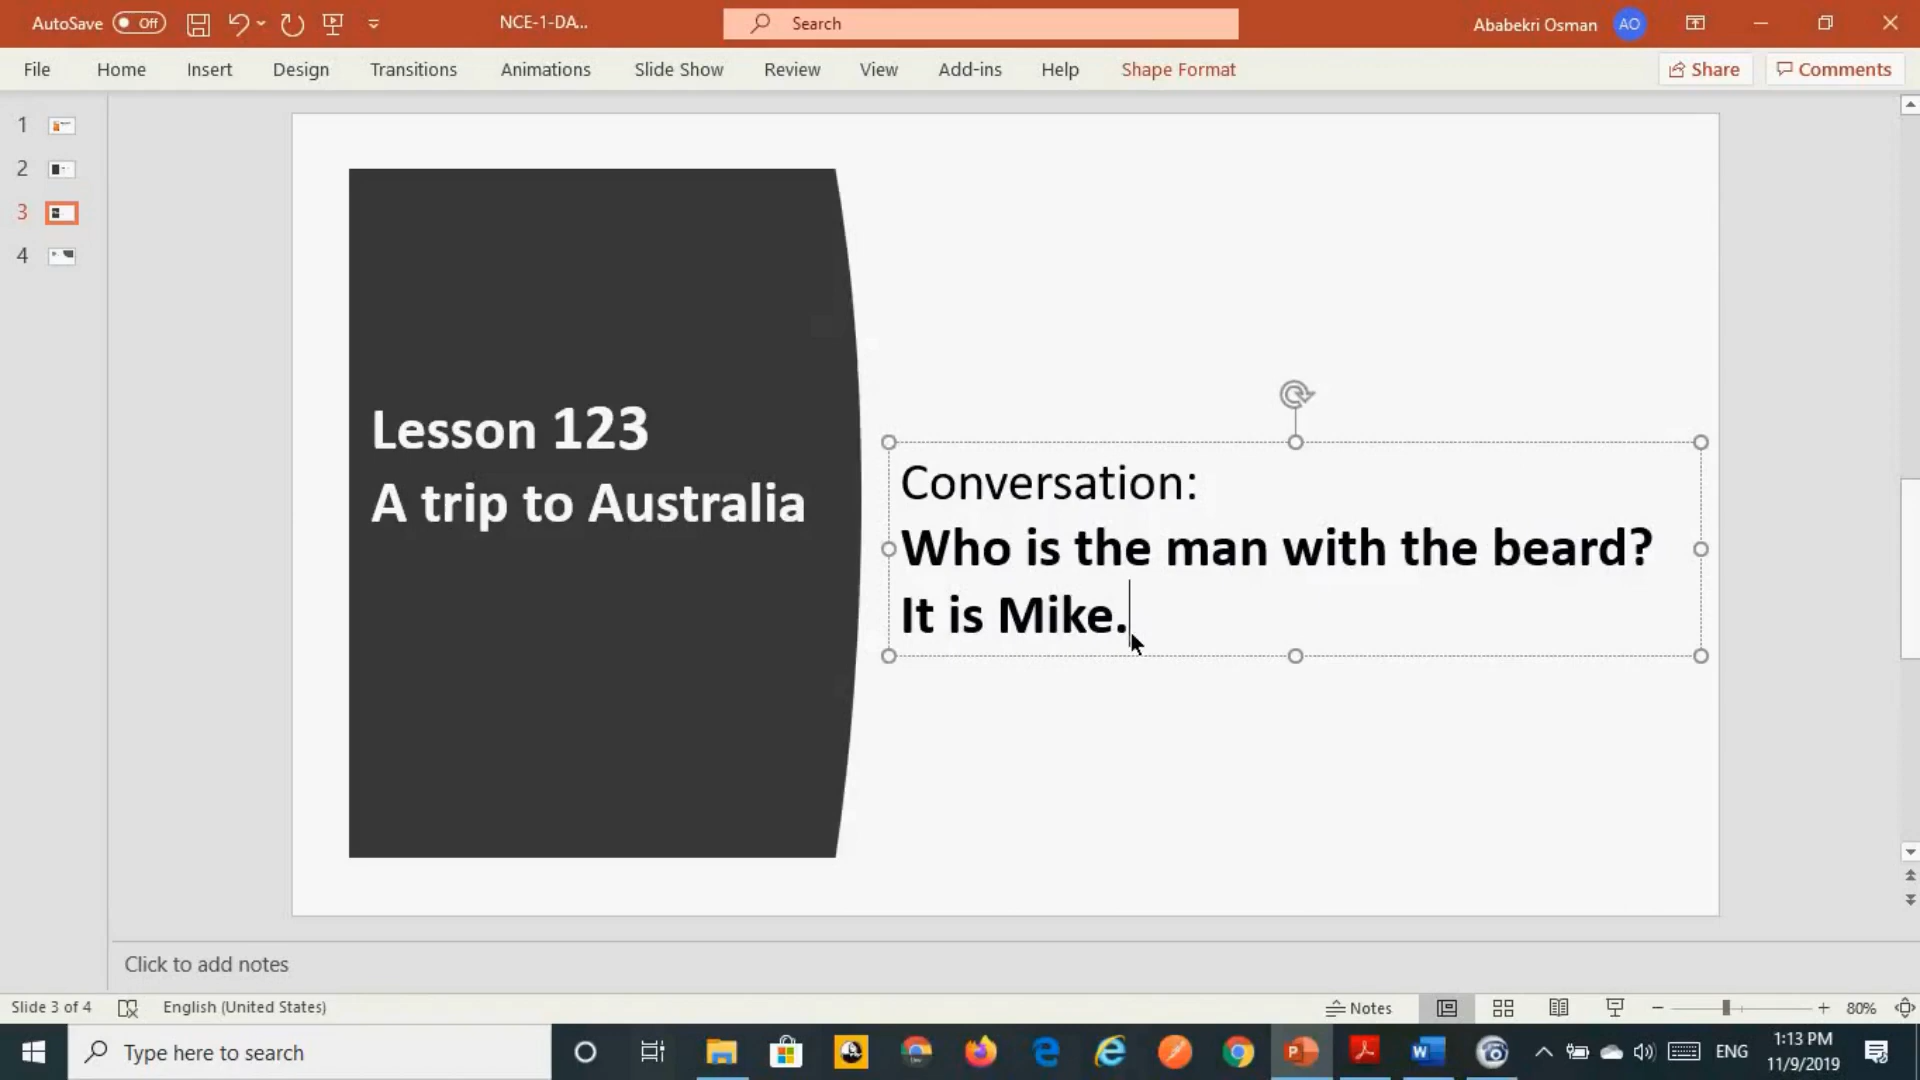 AutoSave Off NCE-1-DA... Search Ababekri Osman AO
File Home Insert Design Transitions Animations Slide Show Review View Add-ins Help Shape Format Share Comments
1
2
3
4
Lesson 123
A trip to Australia
Conversation:
Who is the man with the beard?
It is Mike.
Click to add notes
Slide 3 of 4 English (United States) Notes 80%
Type here to search ENG 1:13 PM
11/9/2019